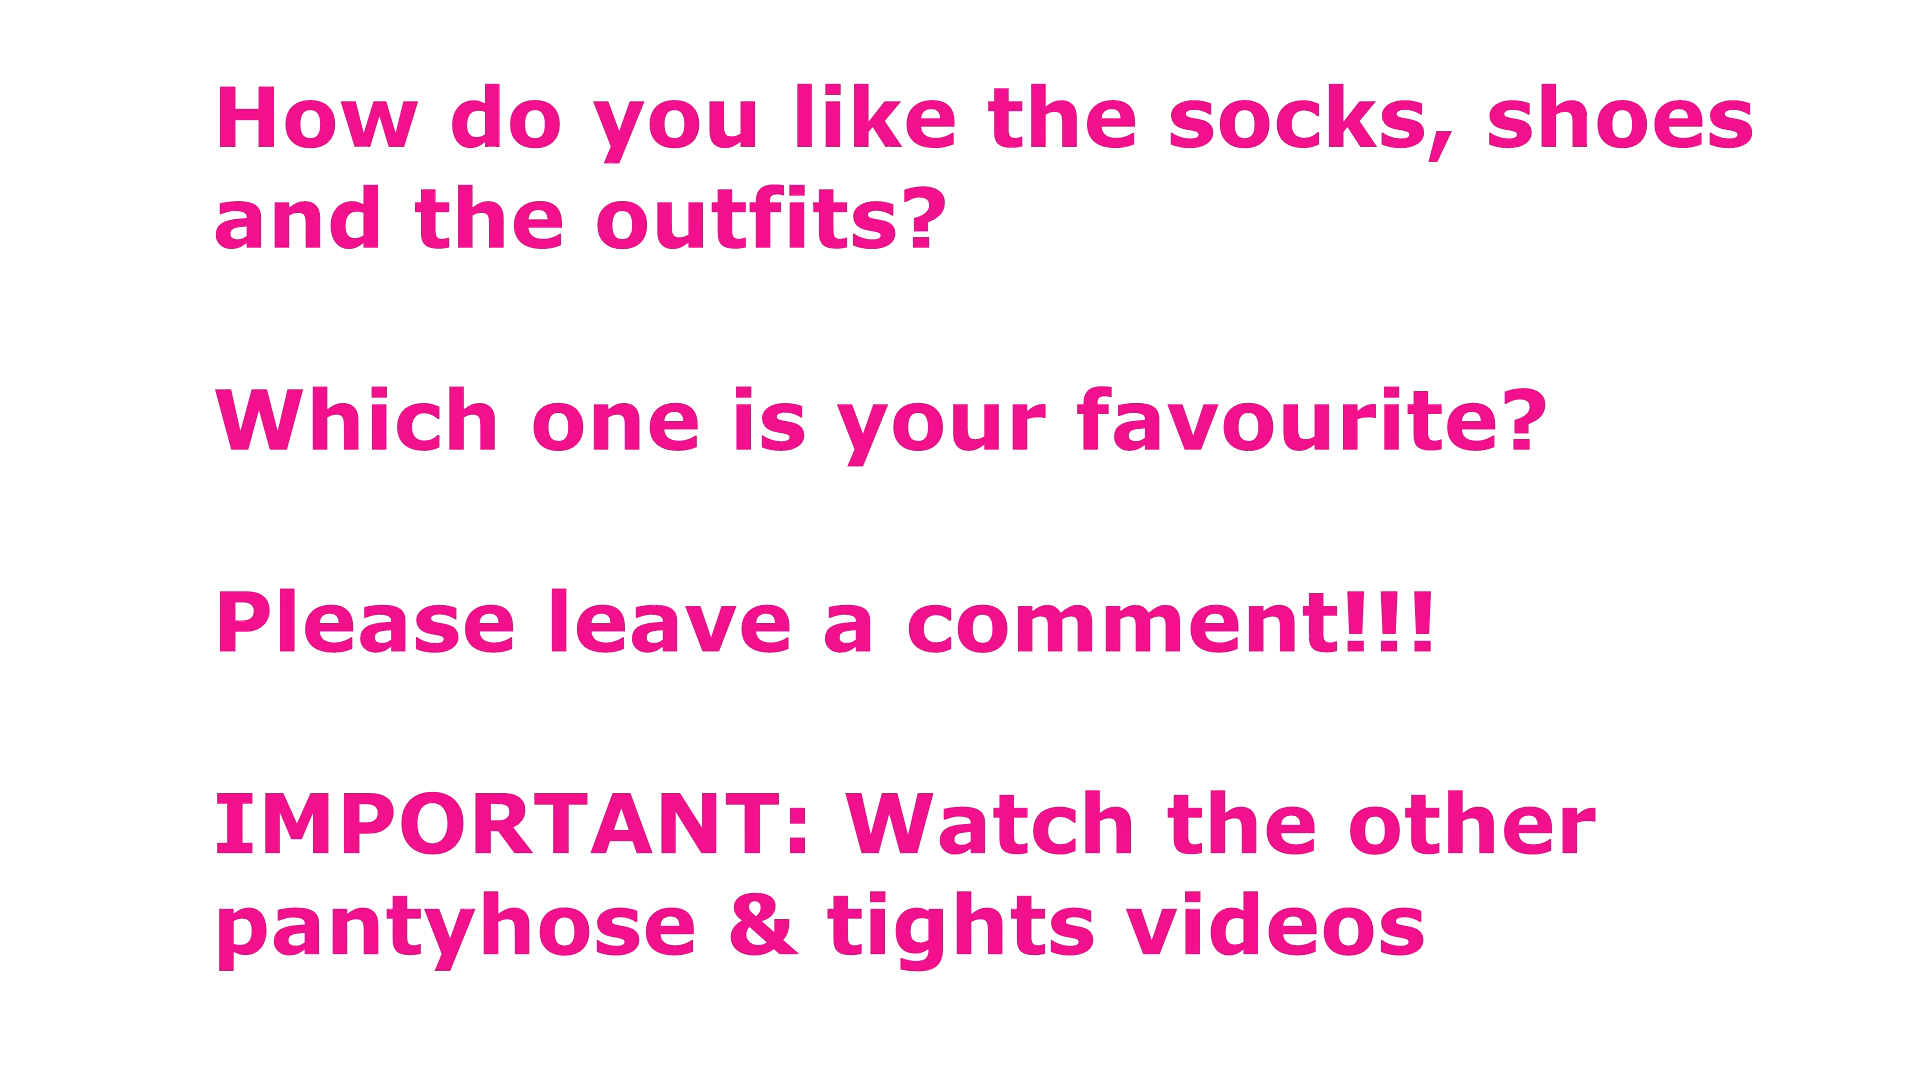 How do you like the socks, shoes
and the outfits?
Which one is your favourite?
Please leave a comment!!!
IMPORTANT: Watch the other
pantyhose & tights videos